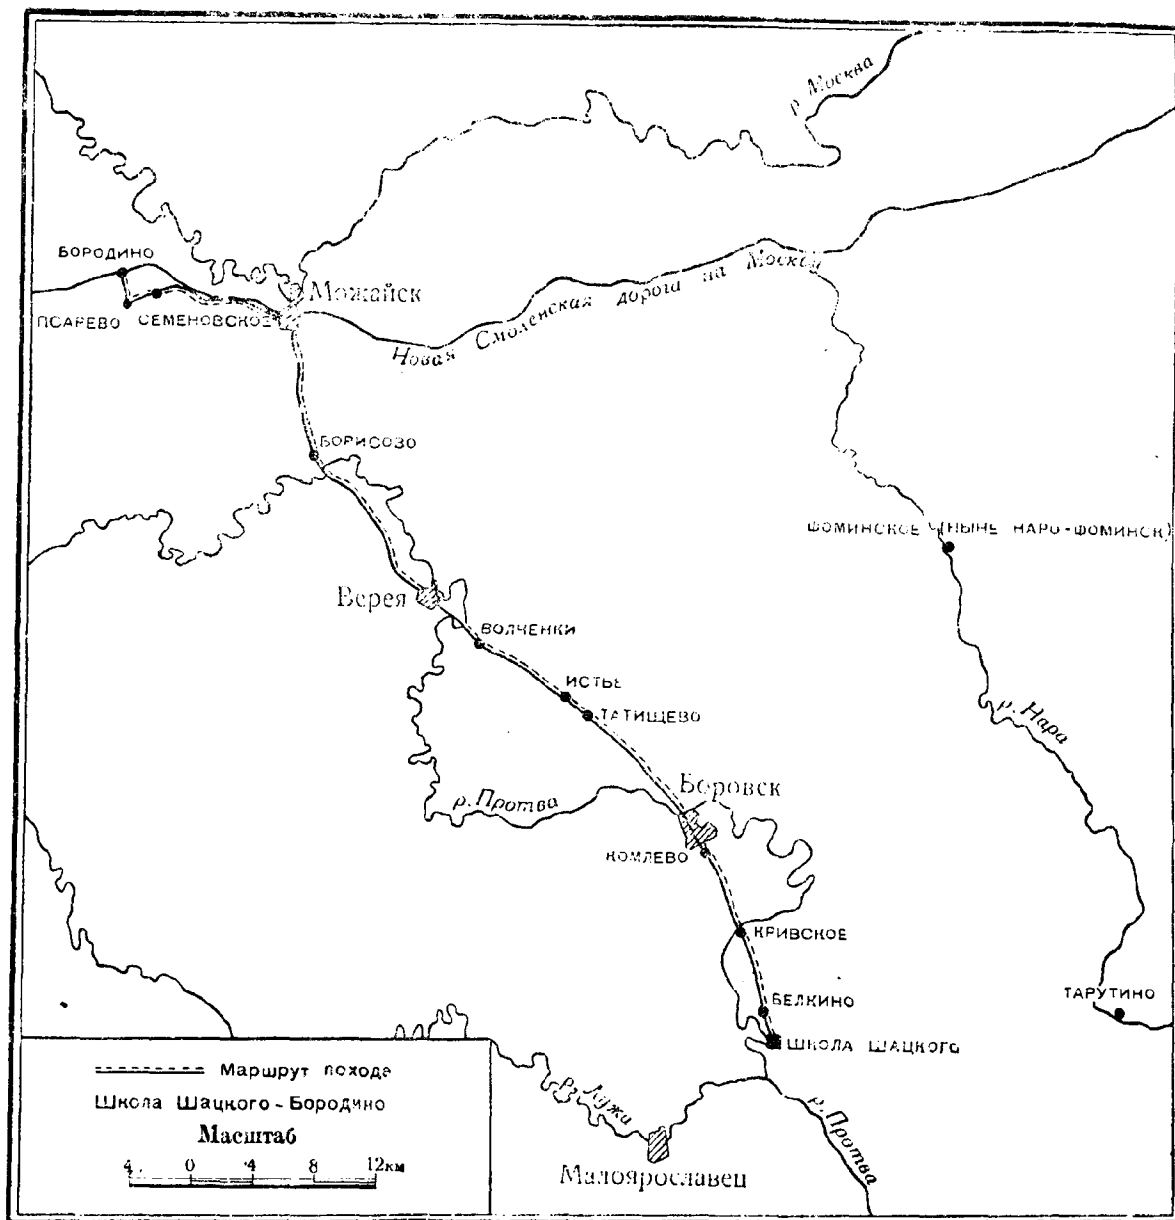 р. Москва
БОРОДИНО
Можайск
ПСАРЕВО СЕМЕНОВСКОЕ
Новая Смоленская дорога на Москву
БОРИСОВО
ФОМИНСКОЕ (НЫНЕ НАРО-ФОМИНСК)
Верея
ВОЛЧЕНКИ
ИСТЬЕ
ТАТИЩЕВО
р. Нара
Боровск
р. Протва
КОМЛЕВО
КРИВСКОЕ
БЕЛКИНО
ТАРУТИНО
ШКОЛА ШАЦКОГО
Маршрут похода
Школа Шацкого - Бородино
Масштаб
4 0 4 8 12км
р. Лужа
р. Протва
Малоярославец